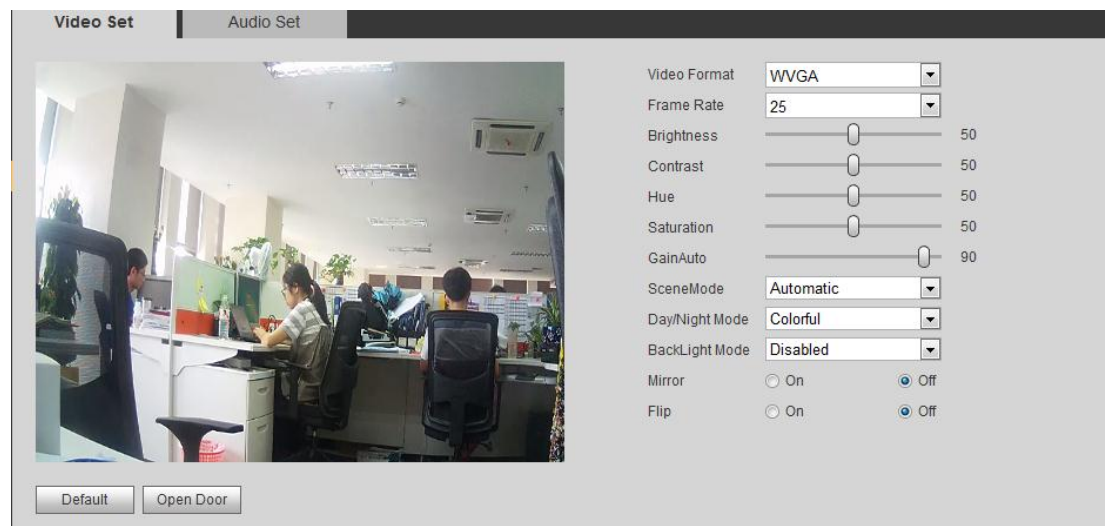 Video Set Audio Set
Video Format WVGA
Frame Rate 25
Brightness 50
Contrast 50
Hue 50
Saturation 50
GainAuto 90
SceneMode Automatic
Day/Night Mode Colorful
BackLight Mode Disabled
Mirror On Off
Flip On Off
Default Open Door